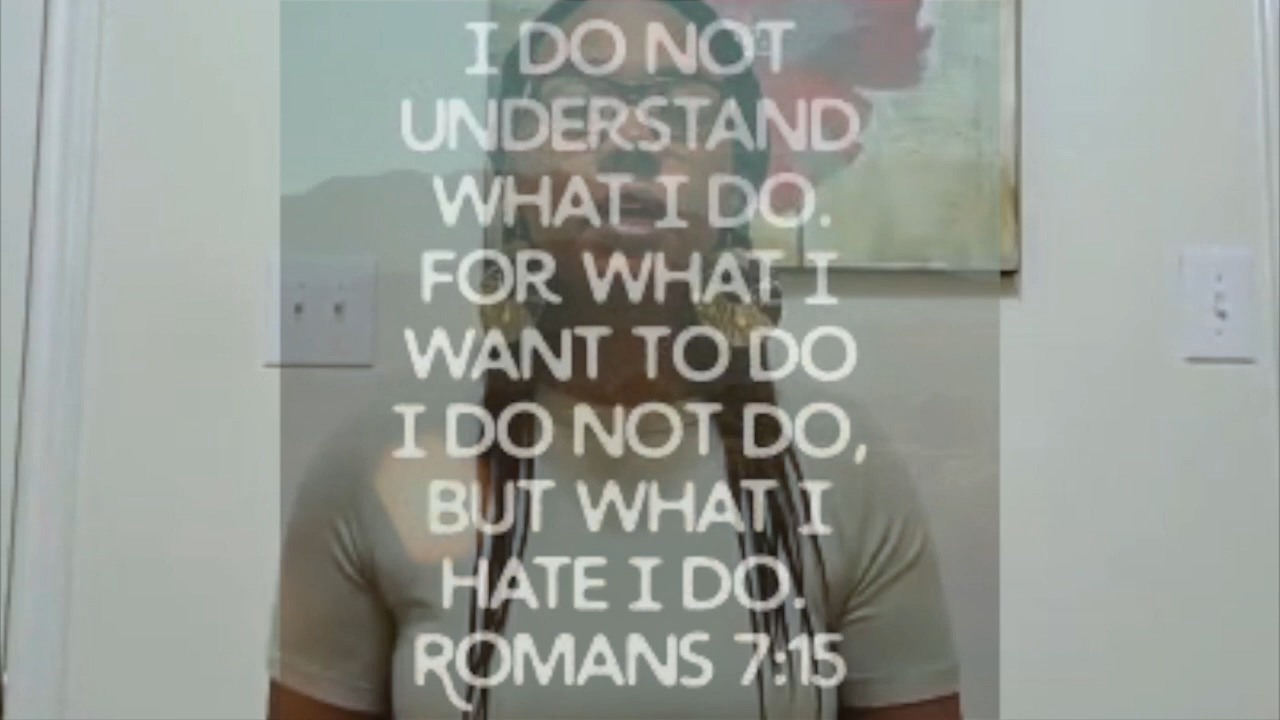 I DO NOT
UNDERSTAND
WHAT I DO.
FOR WHAT I
WANT TO DO
I DO NOT DO,
BUT WHAT I
HATE I DO.
ROMANS 7:15